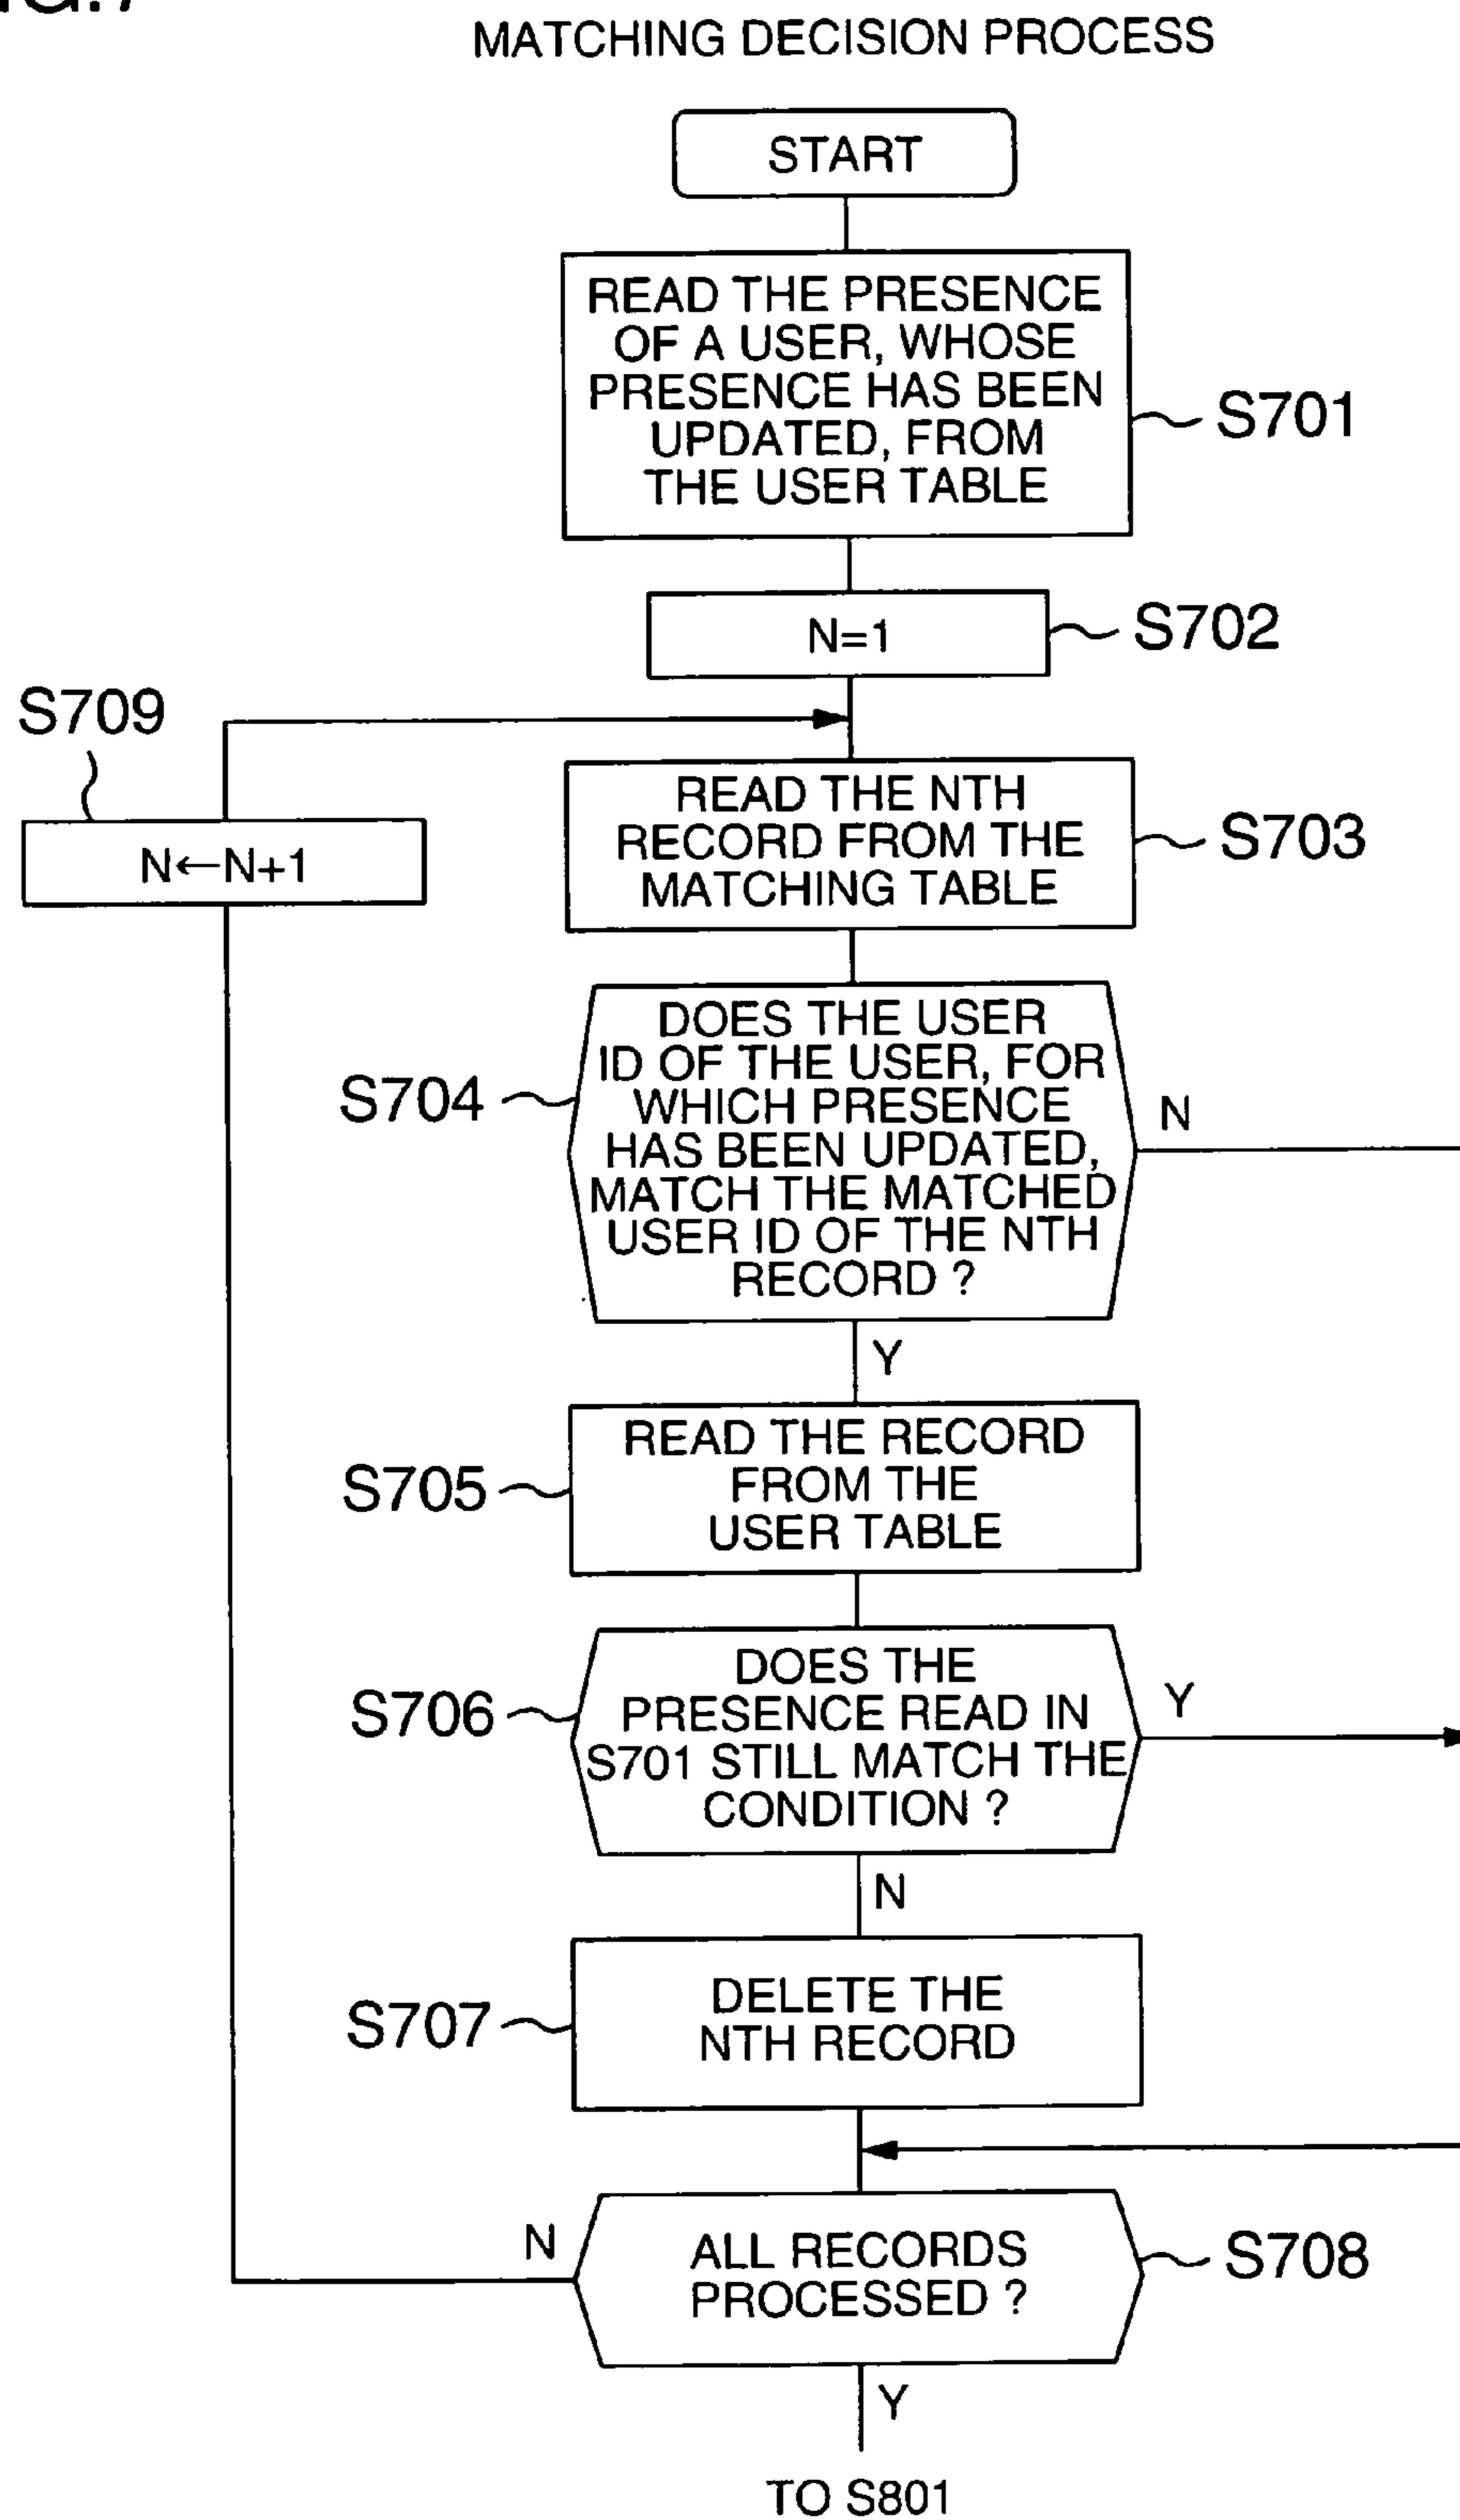 MATCHING DECISION PROCESS
START
READ THE PRESENCE
OF A USER, WHOSE
PRESENCE HAS BEEN
UPDATED, FROM
THE USER TABLE
S701
N=1
S702
S709
N←N+1
READ THE NTH
RECORD FROM THE
MATCHING TABLE
S703
DOES THE USER
ID OF THE USER, FOR
WHICH PRESENCE
HAS BEEN UPDATED,
MATCH THE MATCHED
USER ID OF THE NTH
RECORD ?
S704
N
Y
READ THE RECORD
FROM THE
USER TABLE
S705
DOES THE
PRESENCE READ IN
S701 STILL MATCH THE
CONDITION ?
S706
Y
N
DELETE THE
NTH RECORD
S707
ALL RECORDS
PROCESSED ?
S708
N
Y
TO S801